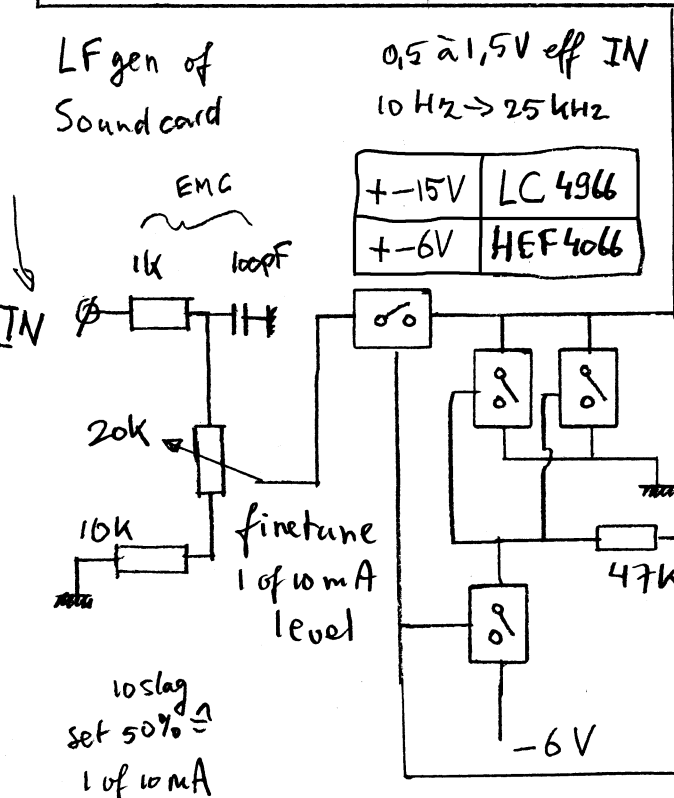 LF gen of
Soundcard
0,5 à 1,5V eff IN
10 Hz → 25 kHz
+-15V LC 4966
+-6V HEF 4066
EMC
1K 100pF
IN
20K
10K
finetune
1 of 10 mA
level
47K
10slag
set 50% ≙
1 of 10 mA
-6V